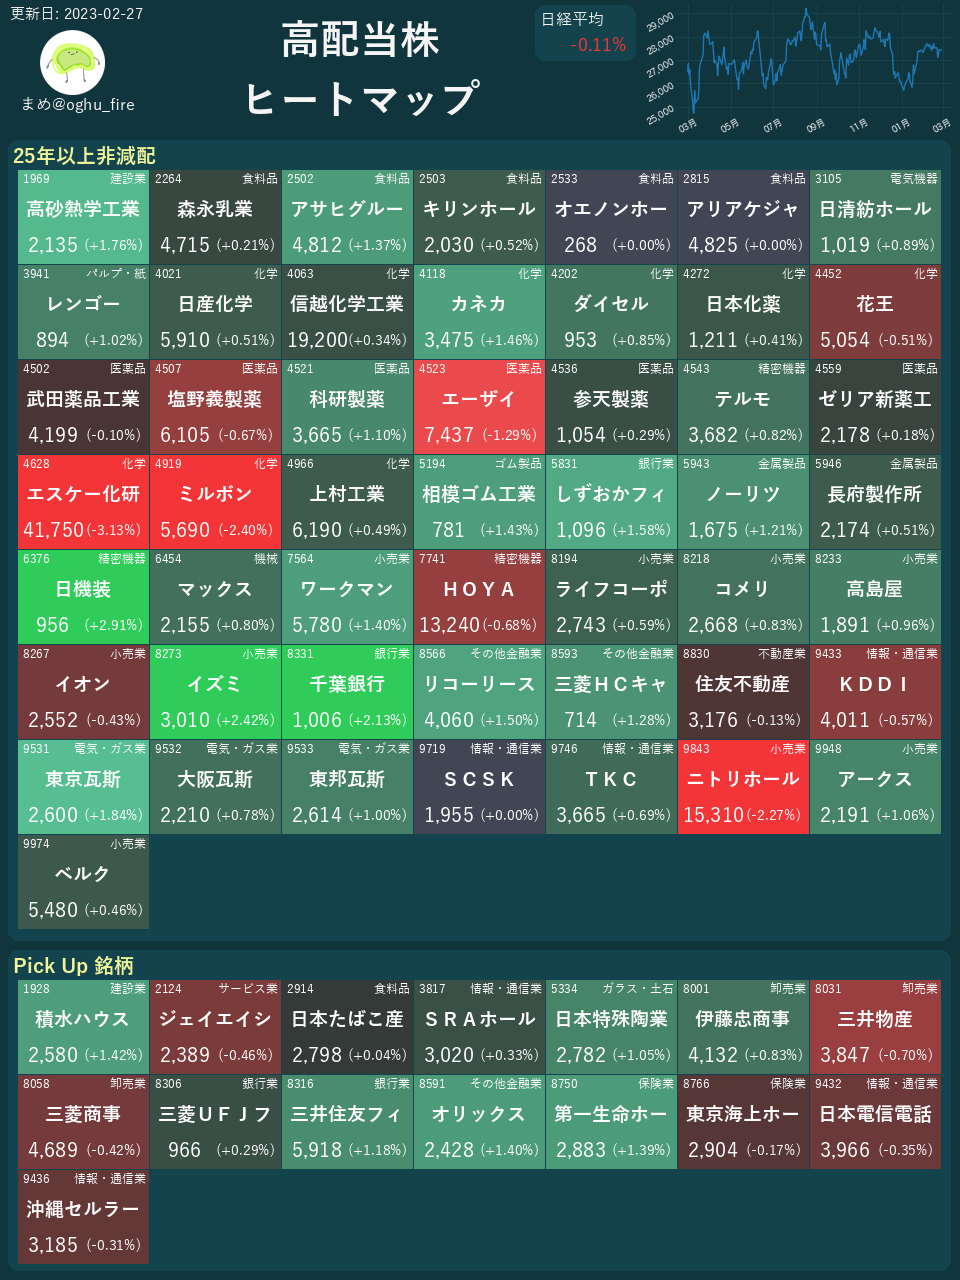 更新日: 2023-02-27
まめ@oghu_fire
高配当株
ヒートマップ
日経平均
-0.11%
29,000
28,000
27,000
26,000
25,000
03月 05月 07月 09月 11月 01月 03月
25年以上非減配
1969 建設業 2264 食料品 2502 食料品 2503 食料品 2533 食料品 2815 食料品 3105 電気機器
高砂熱学工業 森永乳業 アサヒグルー キリンホール オエノンホー アリアケジャ 日清紡ホール
2,135 (+1.76%) 4,715 (+0.21%) 4,812 (+1.37%) 2,030 (+0.52%) 268 (+0.00%) 4,825 (+0.00%) 1,019 (+0.89%)
3941 パルプ・紙 4021 化学 4063 化学 4118 化学 4202 化学 4272 化学 4452 化学
レンゴー 日産化学 信越化学工業 カネカ ダイセル 日本化薬 花王
894 (+1.02%) 5,910 (+0.51%) 19,200(+0.34%) 3,475 (+1.46%) 953 (+0.85%) 1,211 (+0.41%) 5,054 (-0.51%)
4502 医薬品 4507 医薬品 4521 医薬品 4523 医薬品 4536 医薬品 4543 精密機器 4559 医薬品
武田薬品工業 塩野義製薬 科研製薬 エーザイ 参天製薬 テルモ ゼリア新薬工
4,199 (-0.10%) 6,105 (-0.67%) 3,665 (+1.10%) 7,437 (-1.29%) 1,054 (+0.29%) 3,682 (+0.82%) 2,178 (+0.18%)
4628 化学 4919 化学 4966 化学 5194 ゴム製品 5831 銀行業 5943 金属製品 5946 金属製品
エスケー化研 ミルボン 上村工業 相模ゴム工業 しずおかフィ ノーリツ 長府製作所
41,750(-3.13%) 5,690 (-2.40%) 6,190 (+0.49%) 781 (+1.43%) 1,096 (+1.58%) 1,675 (+1.21%) 2,174 (+0.51%)
6376 精密機器 6454 機械 7564 小売業 7741 精密機器 8194 小売業 8218 小売業 8233 小売業
日機装 マックス ワークマン ＨＯＹＡ ライフコーポ コメリ 高島屋
956 (+2.91%) 2,155 (+0.80%) 5,780 (+1.40%) 13,240(-0.68%) 2,743 (+0.59%) 2,668 (+0.83%) 1,891 (+0.96%)
8267 小売業 8273 小売業 8331 銀行業 8566 その他金融業 8593 その他金融業 8830 不動産業 9433 情報・通信業
イオン イズミ 千葉銀行 リコーリース 三菱ＨＣキャ 住友不動産 ＫＤＤＩ
2,552 (-0.43%) 3,010 (+2.42%) 1,006 (+2.13%) 4,060 (+1.50%) 714 (+1.28%) 3,176 (-0.13%) 4,011 (-0.57%)
9531 電気・ガス業 9532 電気・ガス業 9533 電気・ガス業 9719 情報・通信業 9746 情報・通信業 9843 小売業 9948 小売業
東京瓦斯 大阪瓦斯 東邦瓦斯 ＳＣＳＫ ＴＫＣ ニトリホール アークス
2,600 (+1.84%) 2,210 (+0.78%) 2,614 (+1.00%) 1,955 (+0.00%) 3,665 (+0.69%) 15,310(-2.27%) 2,191 (+1.06%)
9974 小売業
ベルク
5,480 (+0.46%)
Pick Up 銘柄
1928 建設業 2124 サービス業 2914 食料品 3817 情報・通信業 5334 ガラス・土石 8001 卸売業 8031 卸売業
積水ハウス ジェイエイシ 日本たばこ産 ＳＲＡホール 日本特殊陶業 伊藤忠商事 三井物産
2,580 (+1.42%) 2,389 (-0.46%) 2,798 (+0.04%) 3,020 (+0.33%) 2,782 (+1.05%) 4,132 (+0.83%) 3,847 (-0.70%)
8058 卸売業 8306 銀行業 8316 銀行業 8591 その他金融業 8750 保険業 8766 保険業 9432 情報・通信業
三菱商事 三菱ＵＦＪフ 三井住友フィ オリックス 第一生命ホー 東京海上ホー 日本電信電話
4,689 (-0.42%) 966 (+0.29%) 5,918 (+1.18%) 2,428 (+1.40%) 2,883 (+1.39%) 2,904 (-0.17%) 3,966 (-0.35%)
9436 情報・通信業
沖縄セルラー
3,185 (-0.31%)